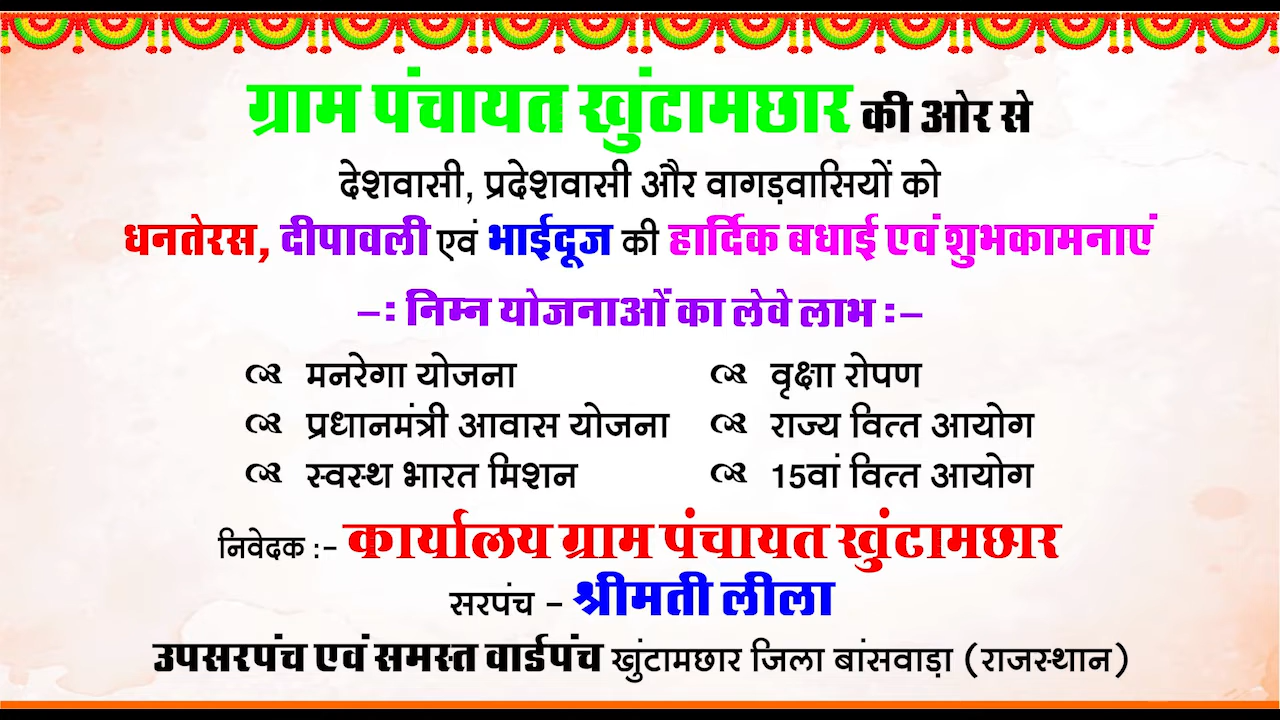 ग्राम पंचायत खुंटामछार की ओर से
देशवासी, प्रदेशवासी और वागड़वासियों को
धनतेरस, दीपावली एवं भाईदूज की हार्दिक बधाई एवं शुभकामनाएं
–: निम्न योजनाओं का लेवे लाभ :–
मनरेगा योजना
प्रधानमंत्री आवास योजना
स्वस्थ भारत मिशन
वृक्षा रोपण
राज्य वित्त आयोग
15वां वित्त आयोग
निवेदक :- कार्यालय ग्राम पंचायत खुंटामछार
सरपंच - श्रीमती लीला
उपसरपंच एवं समस्त वार्डपंच खुंटामछार जिला बांसवाड़ा (राजस्थान)